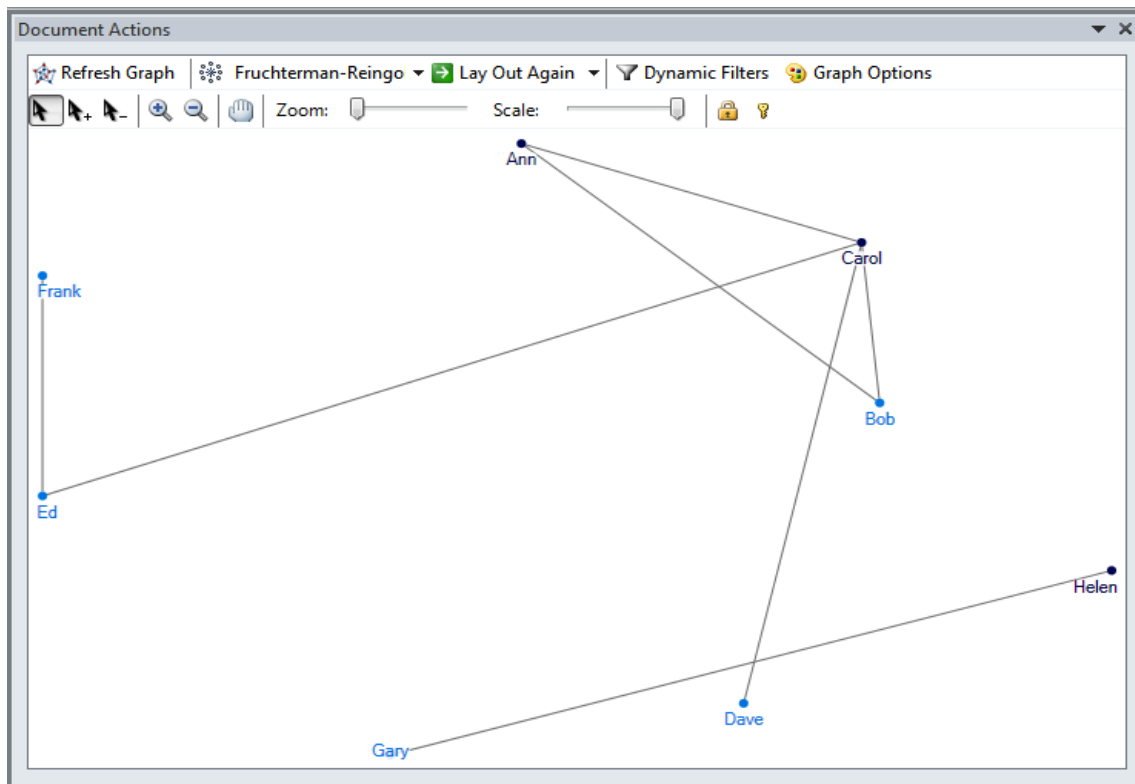 Document Actions
Refresh Graph Fruchterman-Reingo Lay Out Again Dynamic Filters Graph Options
Zoom: Scale:
Ann
Carol
Frank
Bob
Ed
Helen
Dave
Gary